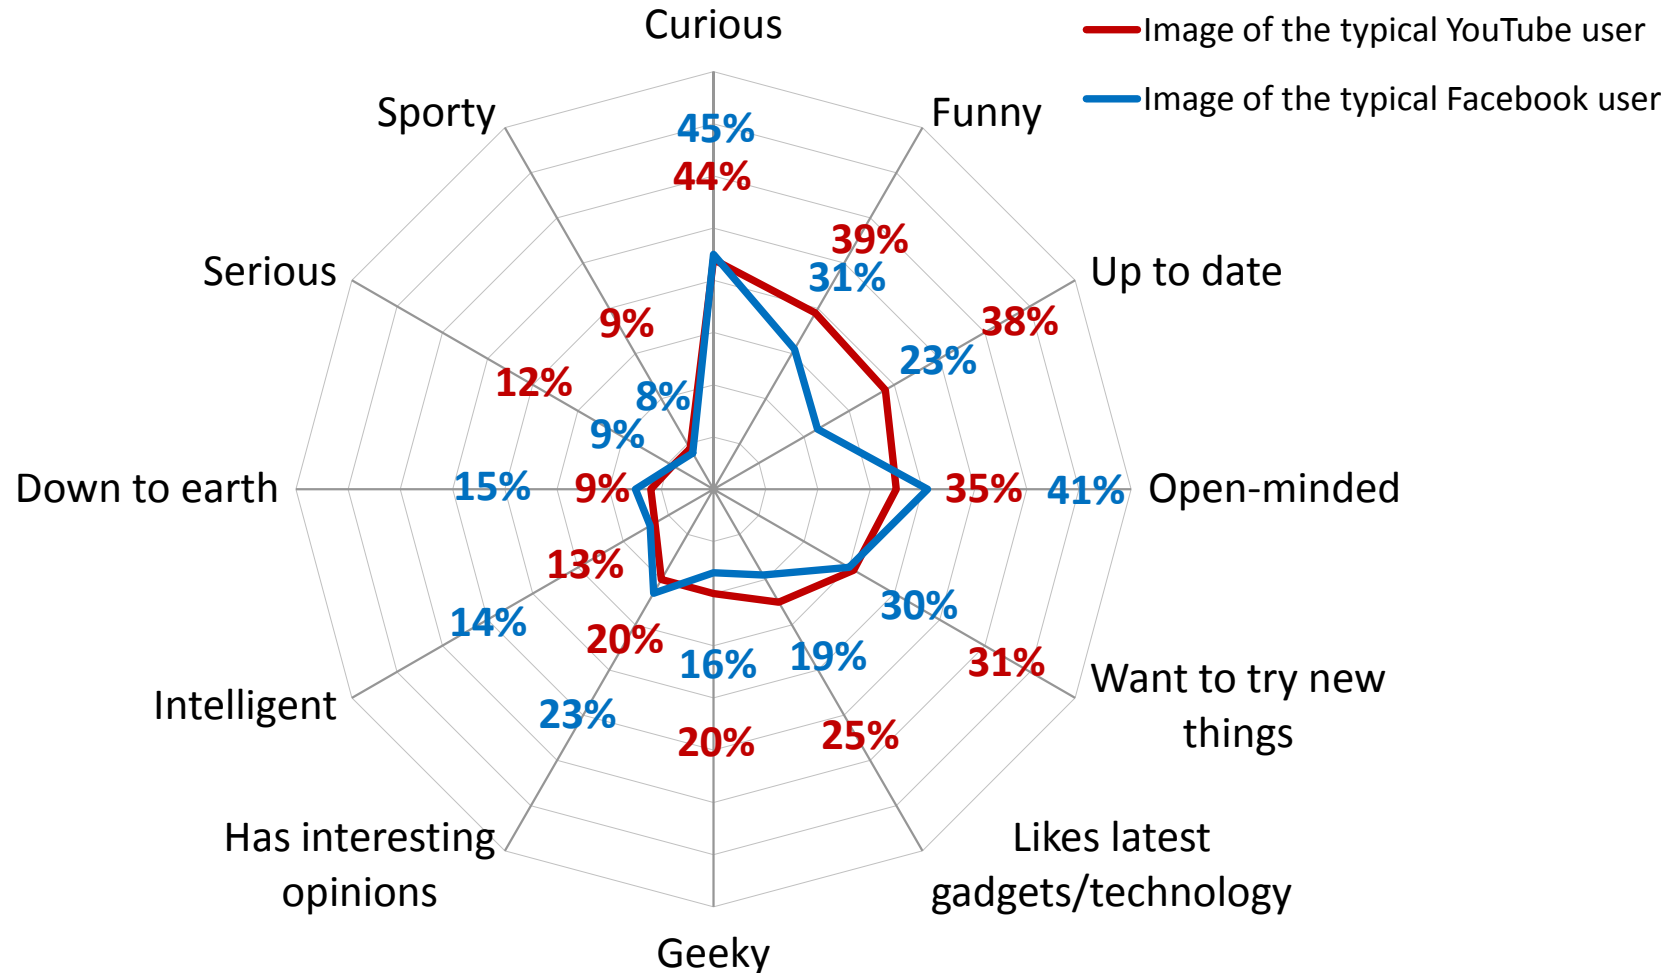 Curious
Image of the typical YouTube user
Image of the typical Facebook user
Sporty
Funny
45%
44%
39%
31%
Serious
Up to date
9%
38%
23%
12%
8%
9%
Down to earth
15%
9%
35%
41%
Open-minded
13%
30%
14%
20%
16%
19%
31%
Want to try new
things
Intelligent
23%
20%
25%
Has interesting
opinions
Likes latest
gadgets/technology
Geeky